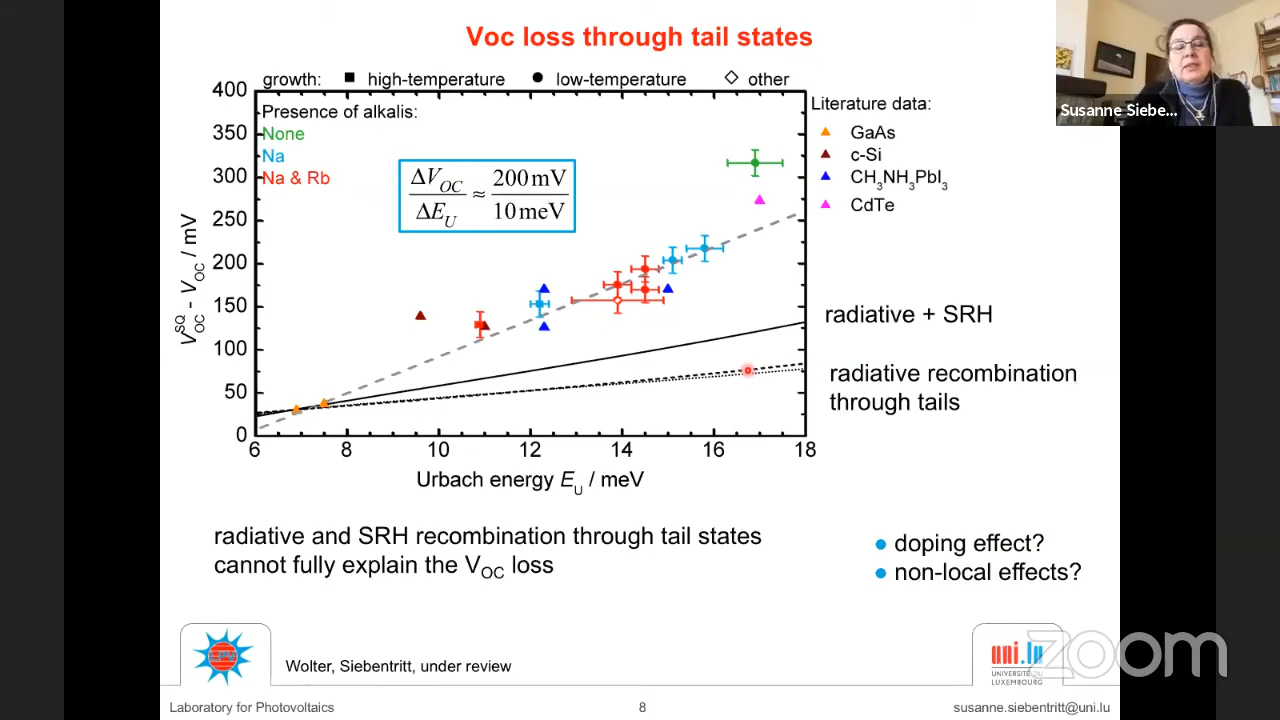 Voc loss through tail states
growth: high-temperature low-temperature other
Presence of alkalis:
None
Na
Na & Rb
ΔV_OC / ΔE_U ≈ 200 mV / 10 meV
400
350
300
250
200
150
100
50
0
V_OC^SQ - V_OC / mV
6 8 10 12 14 16 18
Urbach energy E_U / meV
Literature data:
GaAs
c-Si
CH3NH3PbI3
CdTe
radiative + SRH
radiative recombination
through tails
Susanne Siebe...
radiative and SRH recombination through tail states
cannot fully explain the V_OC loss
doping effect?
non-local effects?
Wolter, Siebentritt, under review
uni.lu
UNIVERSITÉ DU
LUXEMBOURG
zoom
Laboratory for Photovoltaics
8
susanne.siebentritt@uni.lu